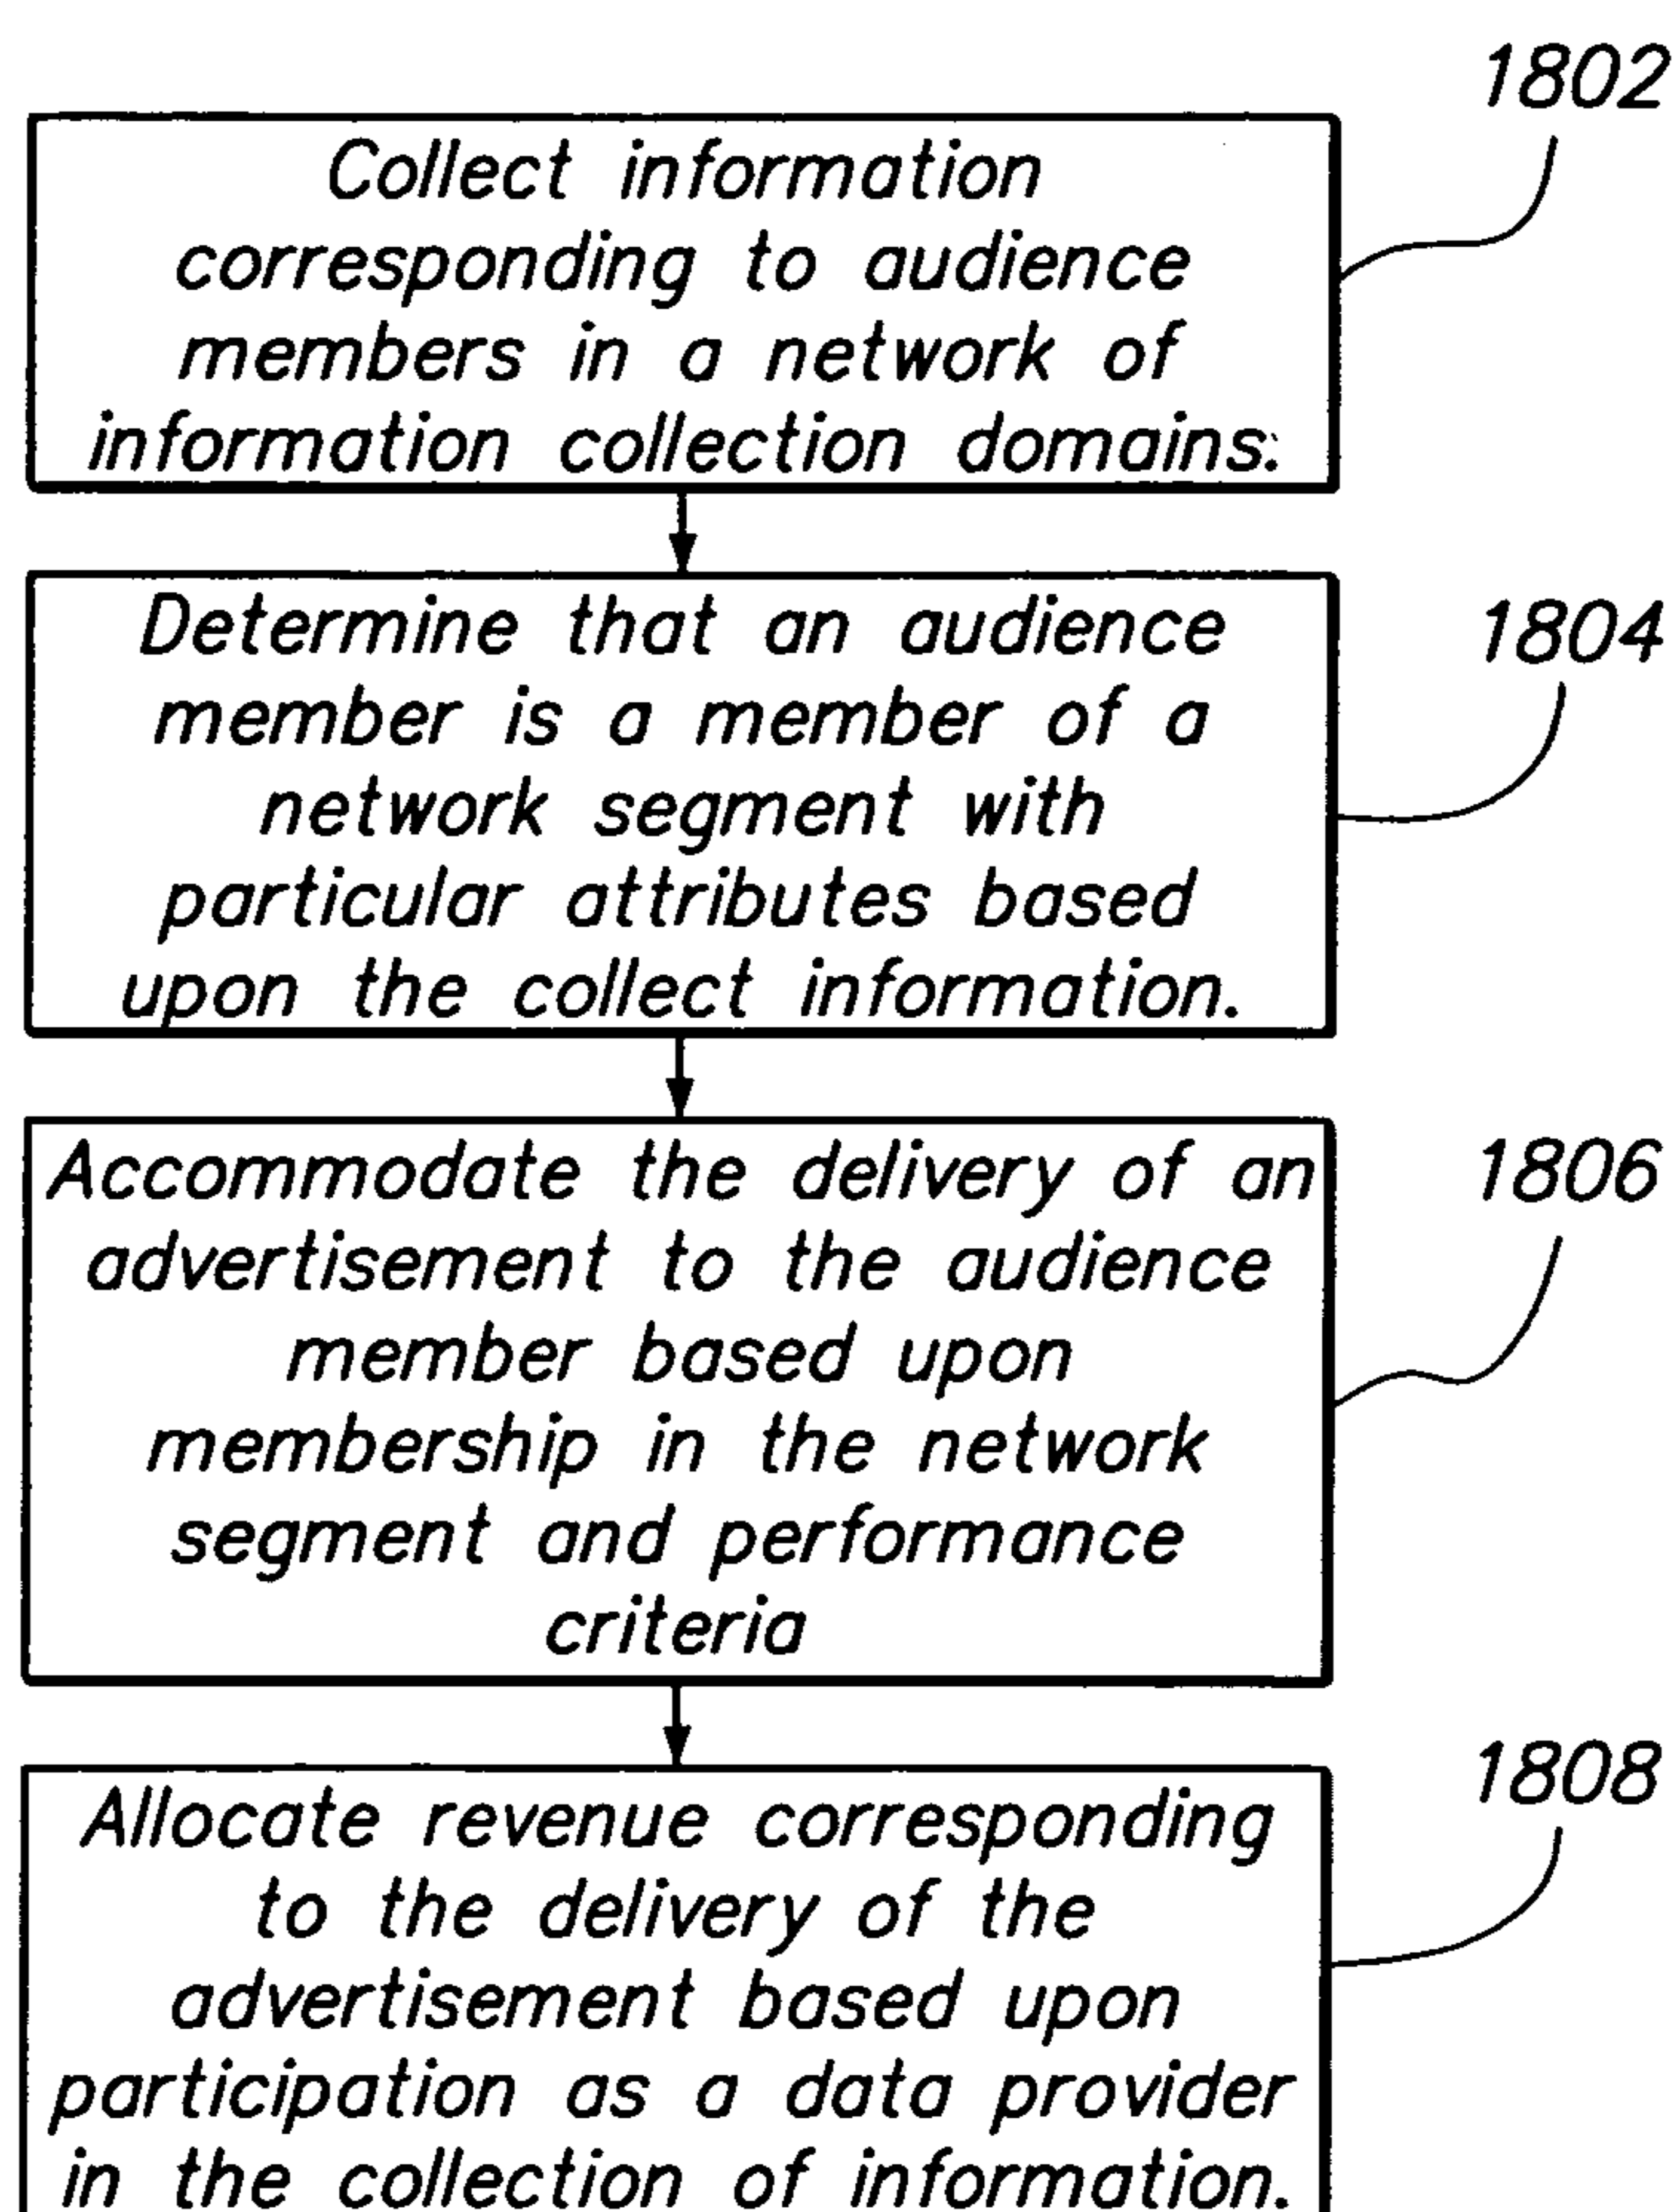 1802
Collect information
corresponding to audience
members in a network of
information collection domains.
Determine that an audience
member is a member of a
network segment with
particular attributes based
upon the collect information.
1804
Accommodate the delivery of an
advertisement to the audience
member based upon
membership in the network
segment and performance
criteria
1806
Allocate revenue corresponding
to the delivery of the
advertisement based upon
participation as a data provider
in the collection of information.
1808